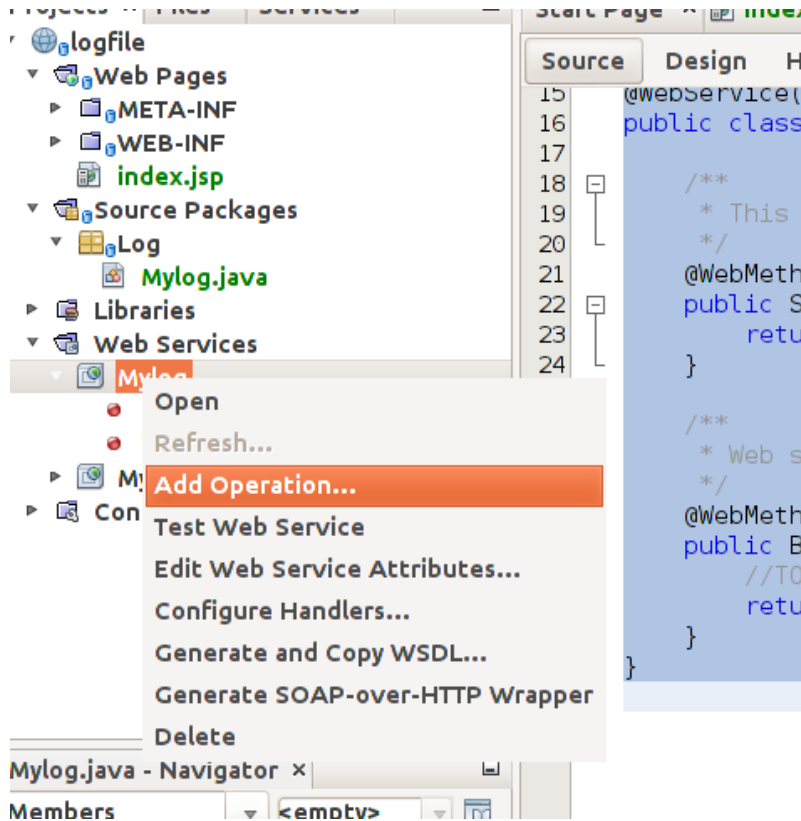 Projects × Files Services
logfile
Web Pages
META-INF
WEB-INF
index.jsp
Source Packages
Log
Mylog.java
Libraries
Web Services
Mylog
Open
Refresh...
Add Operation...
Test Web Service
Edit Web Service Attributes...
Configure Handlers...
Generate and Copy WSDL...
Generate SOAP-over-HTTP Wrapper
Delete
My
Con
Mylog.java - Navigator ×
Members <empty>
Start Page × index
Source Design H
15 @WebService(
16 public class
17
18 /**
19 * This
20 */
21 @WebMeth
22 public S
23 retu
24 }
/**
* Web s
*/
@WebMeth
public B
//TO
retu
}
}